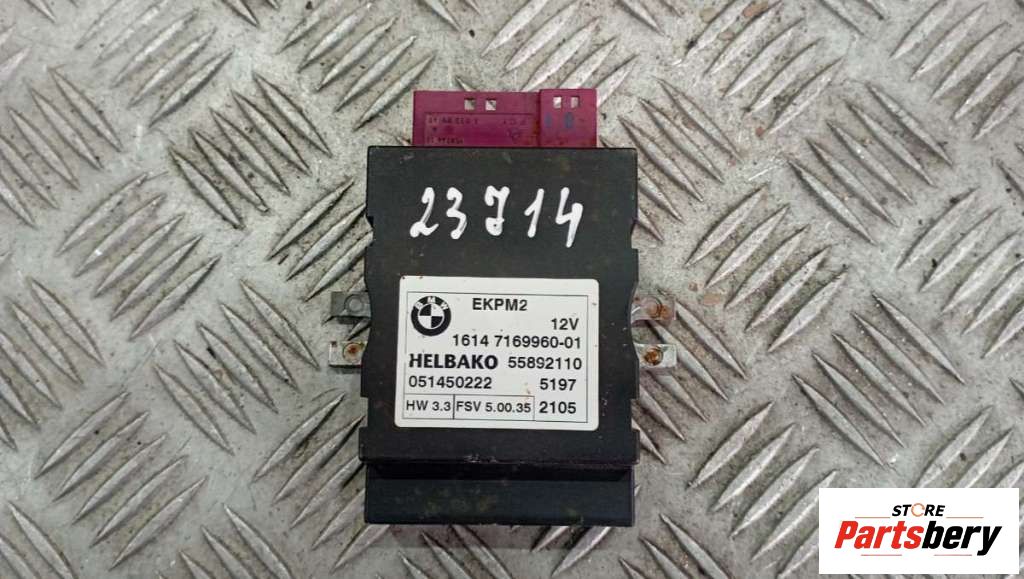 23714
BMW
EKPM2
12V
1614 7169960-01
HELBAKO 55892110
051450222 5197
HW 3.3 FSV 5.00.35 2105
STORE
Partsbery